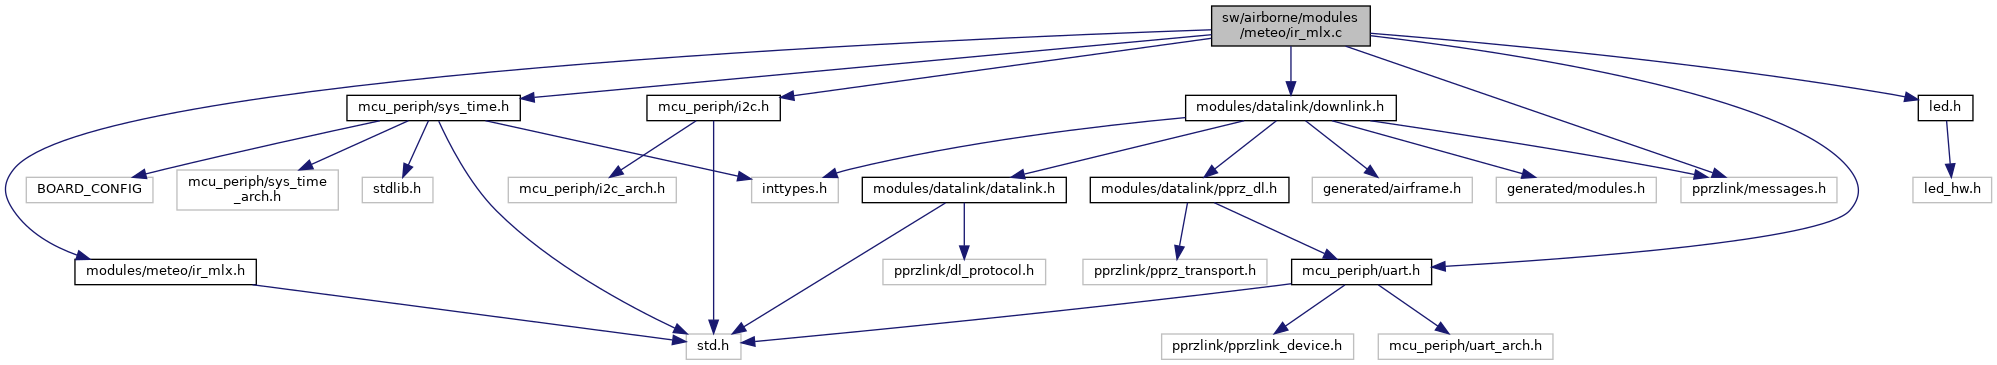 sw/airborne/modules
/meteo/ir_mlx.c
mcu_periph/sys_time.h
mcu_periph/i2c.h
modules/datalink/downlink.h
led.h
BOARD_CONFIG
mcu_periph/sys_time
_arch.h
stdlib.h
mcu_periph/i2c_arch.h
inttypes.h
modules/datalink/datalink.h
modules/datalink/pprz_dl.h
generated/airframe.h
generated/modules.h
pprzlink/messages.h
led_hw.h
modules/meteo/ir_mlx.h
pprzlink/dl_protocol.h
pprzlink/pprz_transport.h
mcu_periph/uart.h
std.h
pprzlink/pprzlink_device.h
mcu_periph/uart_arch.h